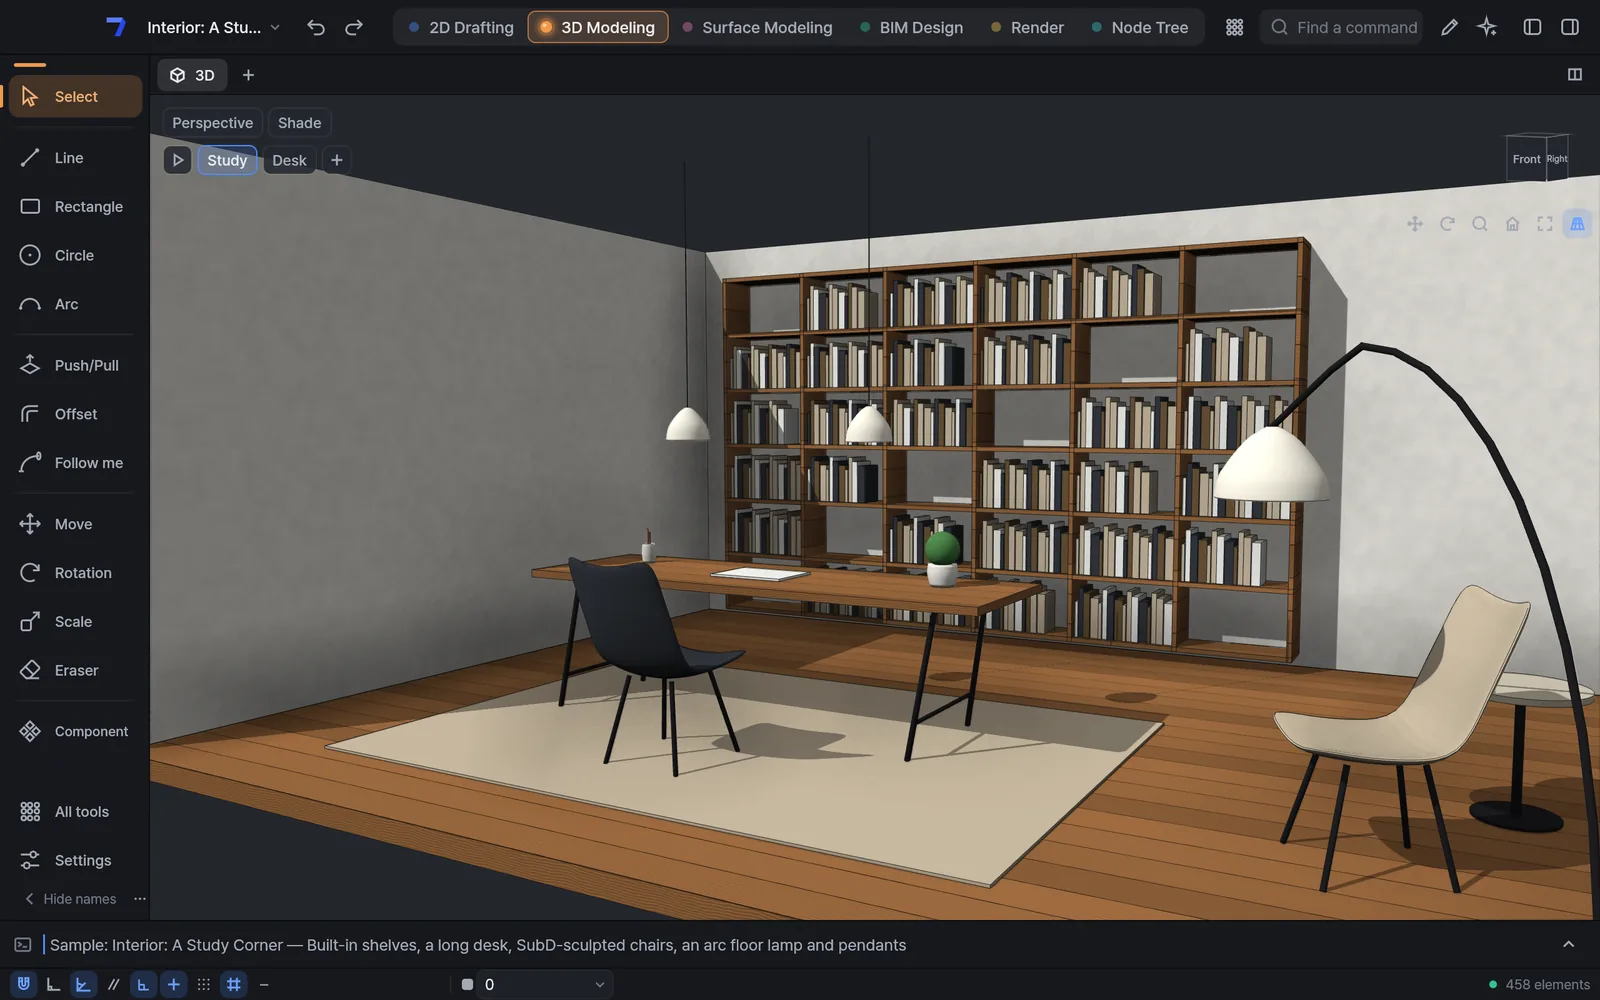 Interior: A Stu...
2D Drafting
3D Modeling
Surface Modeling
BIM Design
Render
Node Tree
Find a command
3D
Select
Line
Rectangle
Circle
Arc
Push/Pull
Offset
Follow me
Move
Rotation
Scale
Eraser
Component
All tools
Settings
Hide names
Perspective
Shade
Study
Desk
Front
Right
Sample: Interior: A Study Corner — Built-in shelves, a long desk, SubD-sculpted chairs, an arc floor lamp and pendants
0
458 elements